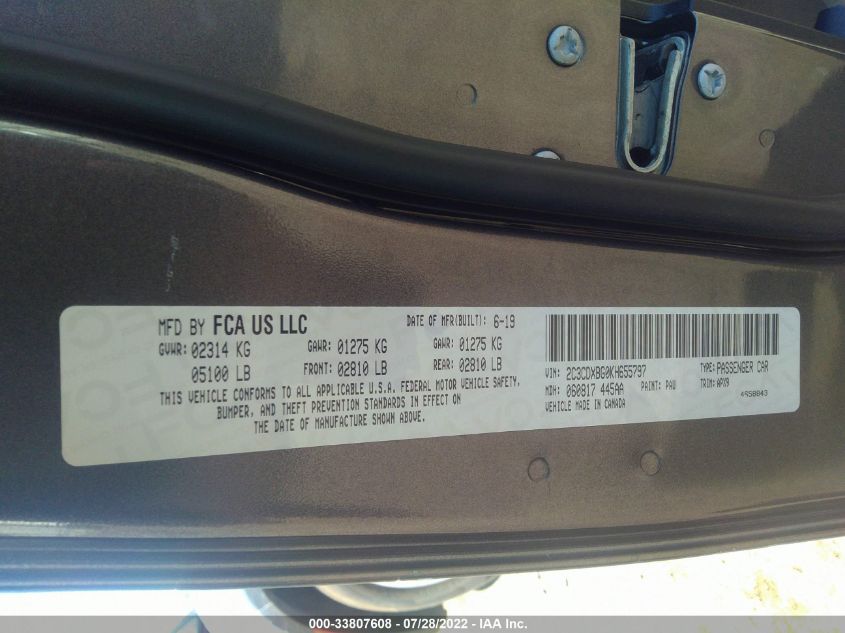 MFD BY FCA US LLC
DATE OF MFR(BUILT): 6-19
GVWR: 02314 KG
GAWR: 01275 KG
GAWR: 01275 KG
05100 LB
FRONT: 02810 LB
REAR: 02810 LB
THIS VEHICLE CONFORMS TO ALL APPLICABLE U.S.A. FEDERAL MOTOR VEHICLE SAFETY,
BUMPER, AND THEFT PREVENTION STANDARDS IN EFFECT ON
THE DATE OF MANUFACTURE SHOWN ABOVE.
VIN: 2C3CDXBG0KH655797
TYPE: PASSENGER CAR
MDH: 060817 445AA
PAINT: PAU
TRIM: APX9
VEHICLE MADE IN CANADA
4958843
000-33807608 - 07/28/2022 - IAA Inc.